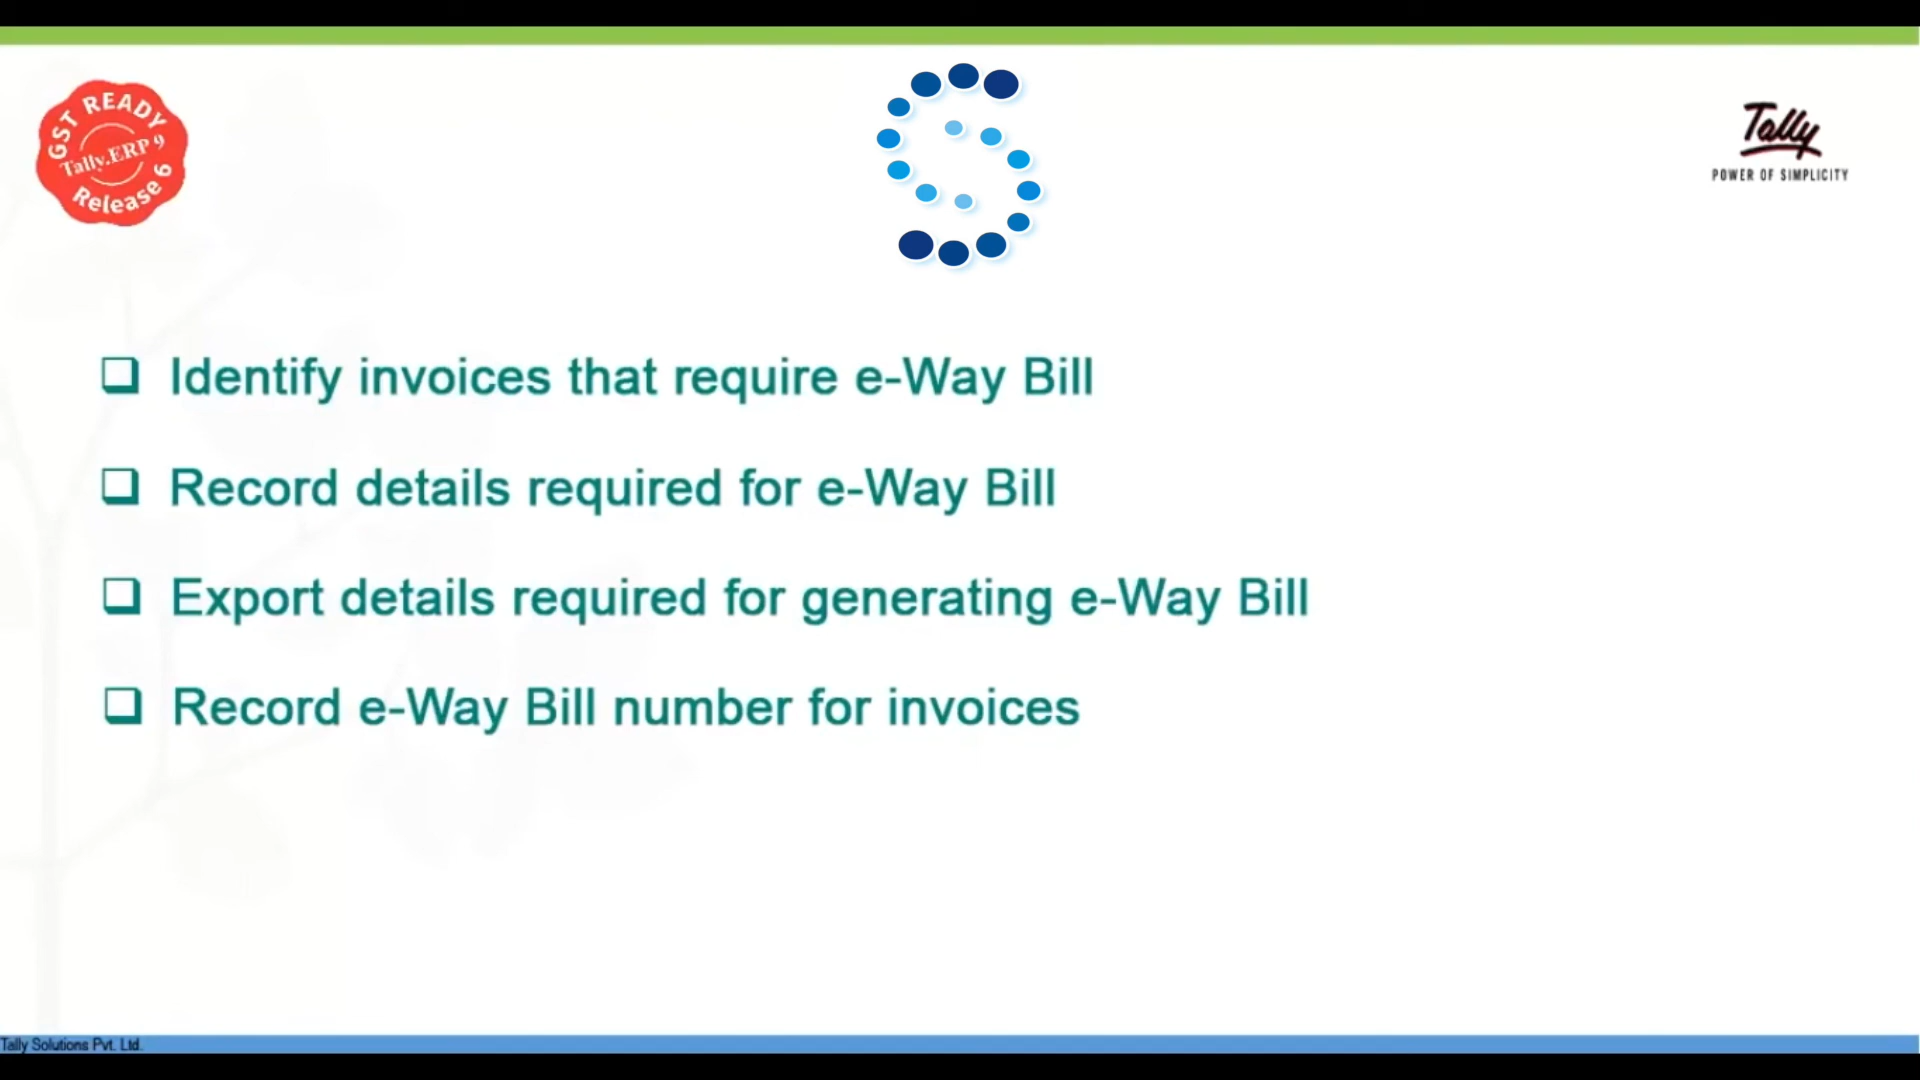 GST READY
Tally.ERP 9
Release 6
Tally
POWER OF SIMPLICITY
Identify invoices that require e-Way Bill
Record details required for e-Way Bill
Export details required for generating e-Way Bill
Record e-Way Bill number for invoices
Tally Solutions Pvt. Ltd.